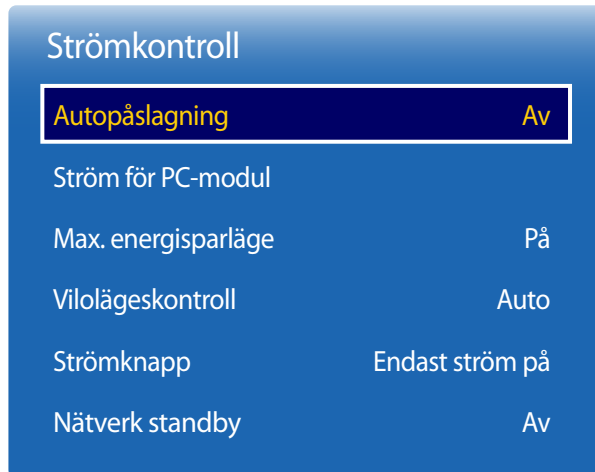 Strömkontroll
Autopåslagning Av
Ström för PC-modul
Max. energisparläge På
Vilolägeskontroll Auto
Strömknapp Endast ström på
Nätverk standby Av